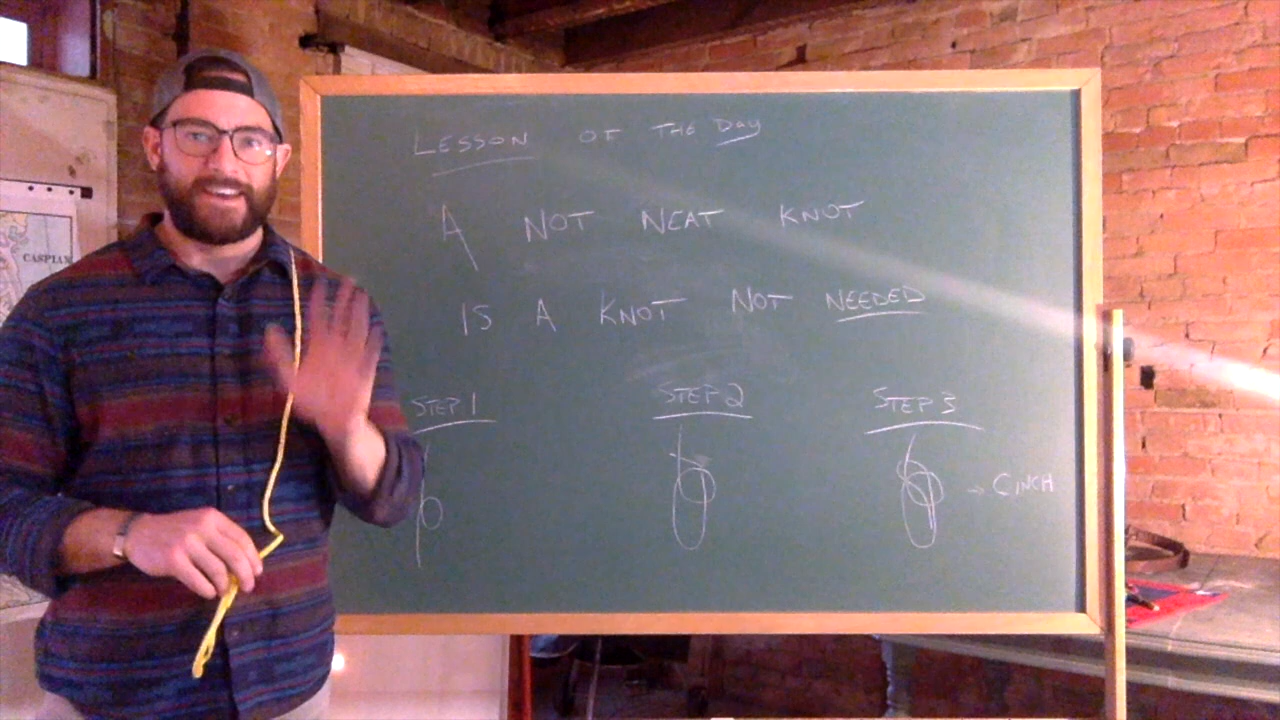 LESSON OF THE Day
A NOT NEAT KNOT
IS A KNOT NOT NEEDED
STEP 1 STEP 2 STEP 3
→ CINCH
CASPIAN